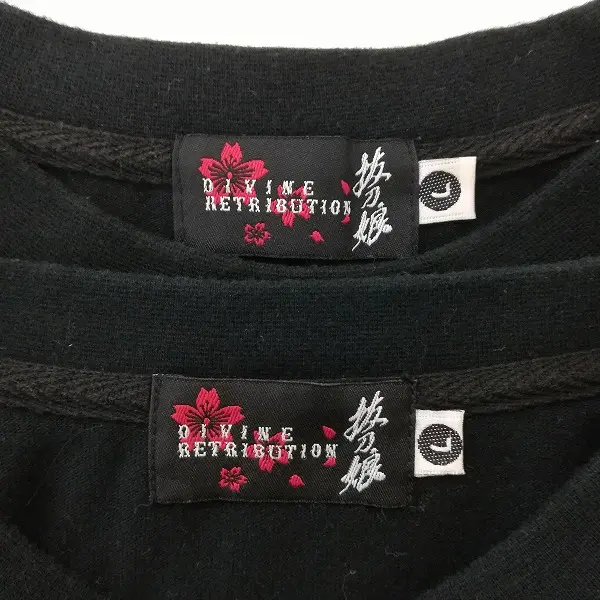 DIVINE
RETRIBUTION
抜刀娘
L
DIVINE
RETRIBUTION
抜刀娘
L